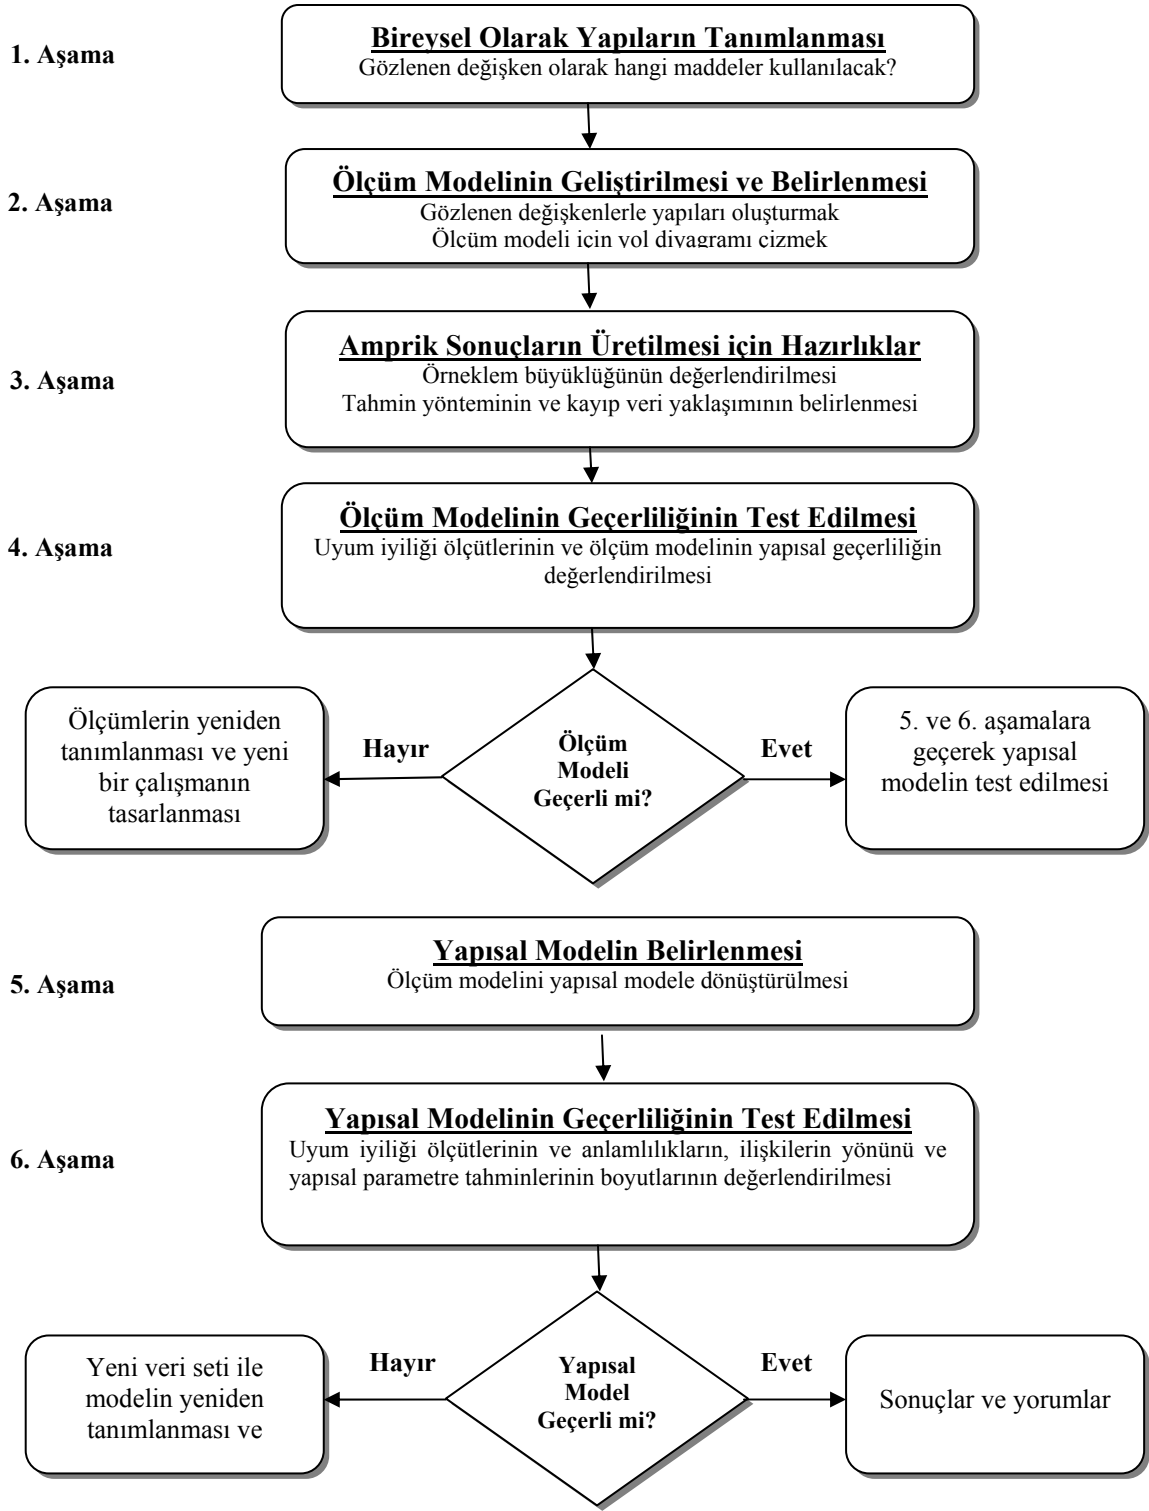 1. Aşama
Bireysel Olarak Yapıların Tanımlanması
Gözlenen değişken olarak hangi maddeler kullanılacak?
2. Aşama
Ölçüm Modelinin Geliştirilmesi ve Belirlenmesi
Gözlenen değişkenlerle yapıları oluşturmak
Ölçüm modeli için yol diyagramı çizmek
3. Aşama
Amprik Sonuçların Üretilmesi için Hazırlıklar
Örneklem büyüklüğünün değerlendirilmesi
Tahmin yönteminin ve kayıp veri yaklaşımının belirlenmesi
4. Aşama
Ölçüm Modelinin Geçerliliğinin Test Edilmesi
Uyum iyiliği ölçütlerinin ve ölçüm modelinin yapısal geçerliliğin
değerlendirilmesi
Ölçümlerin yeniden
tanımlanması ve yeni
bir çalışmanın
tasarlanması
Hayır
Ölçüm
Modeli
Geçerli mi?
Evet
5. ve 6. aşamalara
geçerek yapısal
modelin test edilmesi
5. Aşama
Yapısal Modelin Belirlenmesi
Ölçüm modelini yapısal modele dönüştürülmesi
6. Aşama
Yapısal Modelinin Geçerliliğinin Test Edilmesi
Uyum iyiliği ölçütlerinin ve anlamlılıkların, ilişkilerin yönünü ve
yapısal parametre tahminlerinin boyutlarının değerlendirilmesi
Yeni veri seti ile
modelin yeniden
tanımlanması ve
Hayır
Yapısal
Model
Geçerli mi?
Evet
Sonuçlar ve yorumlar